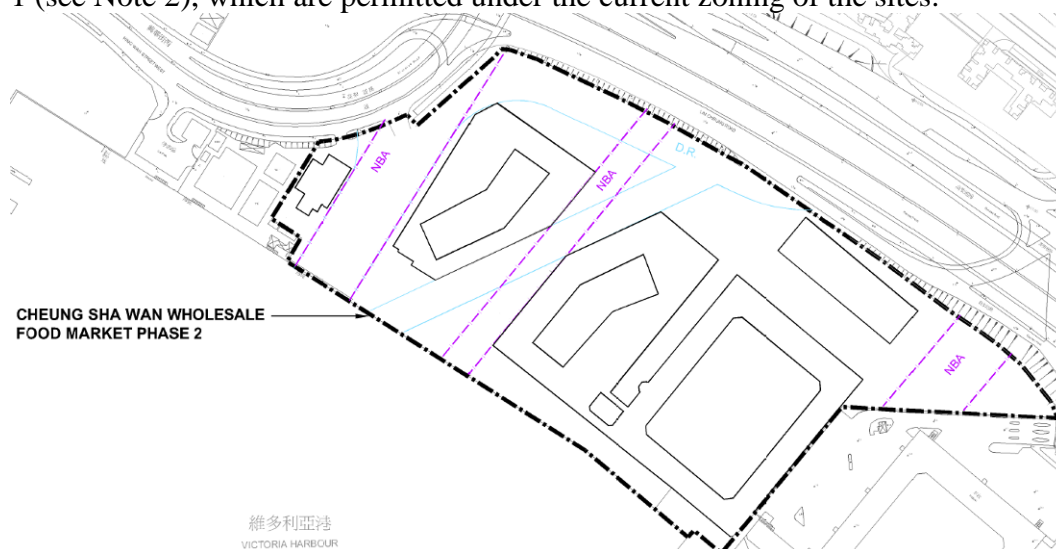 1 (see Note 2), which are permitted under the current zoning of the sites.
NBA
NBA
D.R.
NBA
CHEUNG SHA WAN WHOLESALE
FOOD MARKET PHASE 2
維多利亞港
VICTORIA HARBOUR